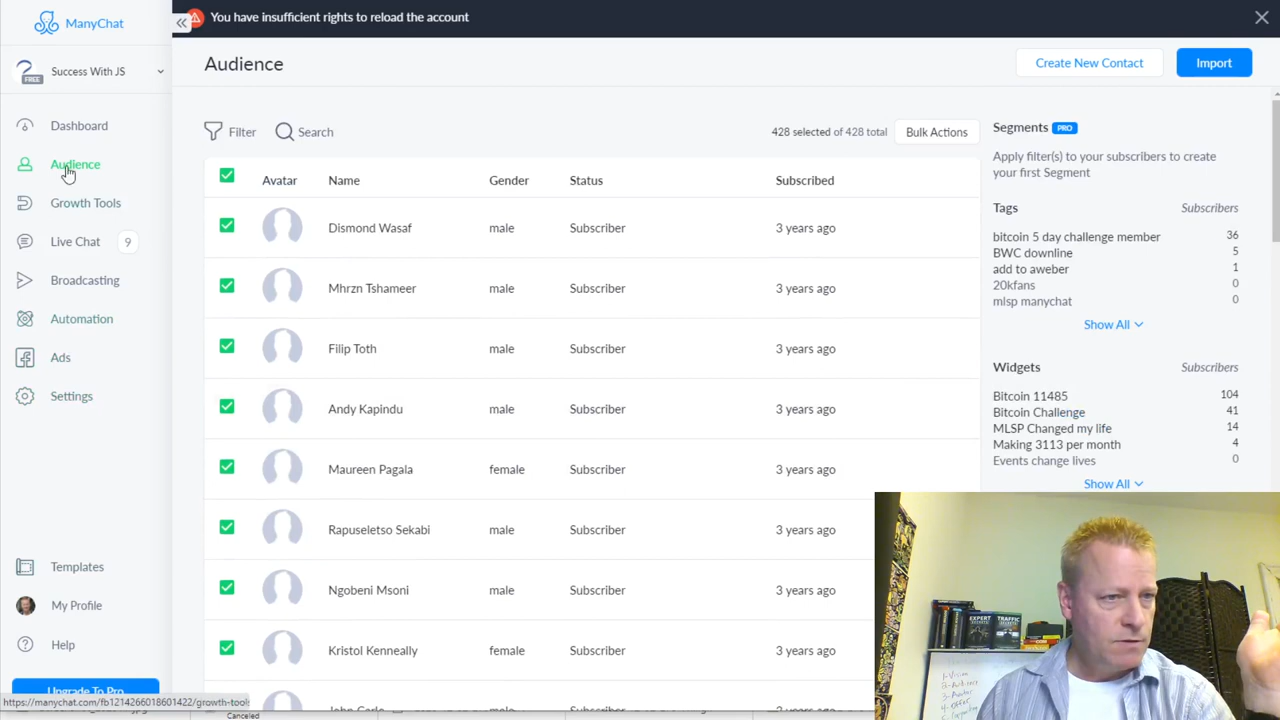 ManyChat
You have insufficient rights to reload the account
Success With JS
FREE
Audience
Create New Contact
Import
Dashboard
Audience
Growth Tools
Live Chat 9
Broadcasting
Automation
Ads
Settings
Templates
My Profile
Help
Upgrade To Pro
https://manychat.com/fb1214266018601422/growth-tools
Filter
Search
428 selected of 428 total
Bulk Actions
Avatar Name Gender Status Subscribed
Dismond Wasaf male Subscriber 3 years ago
Mhrzn Tshameer male Subscriber 3 years ago
Filip Toth male Subscriber 3 years ago
Andy Kapindu male Subscriber 3 years ago
Maureen Pagala female Subscriber 3 years ago
Rapuseletso Sekabi male Subscriber 3 years ago
Ngobeni Msoni male Subscriber 3 years ago
Kristol Kenneally female Subscriber 3 years ago
John Carlo male Subscriber 3 years ago
Canceled
Segments PRO
Apply filter(s) to your subscribers to create
your first Segment
Tags Subscribers
bitcoin 5 day challenge member 36
BWC downline 5
add to aweber 1
20kfans 0
mlsp manychat 0
Show All
Widgets Subscribers
Bitcoin 11485 104
Bitcoin Challenge 41
MLSP Changed my life 14
Making 3113 per month 4
Events change lives 0
Show All
EXPERT
SECRETS
TRAFFIC
SECRETS